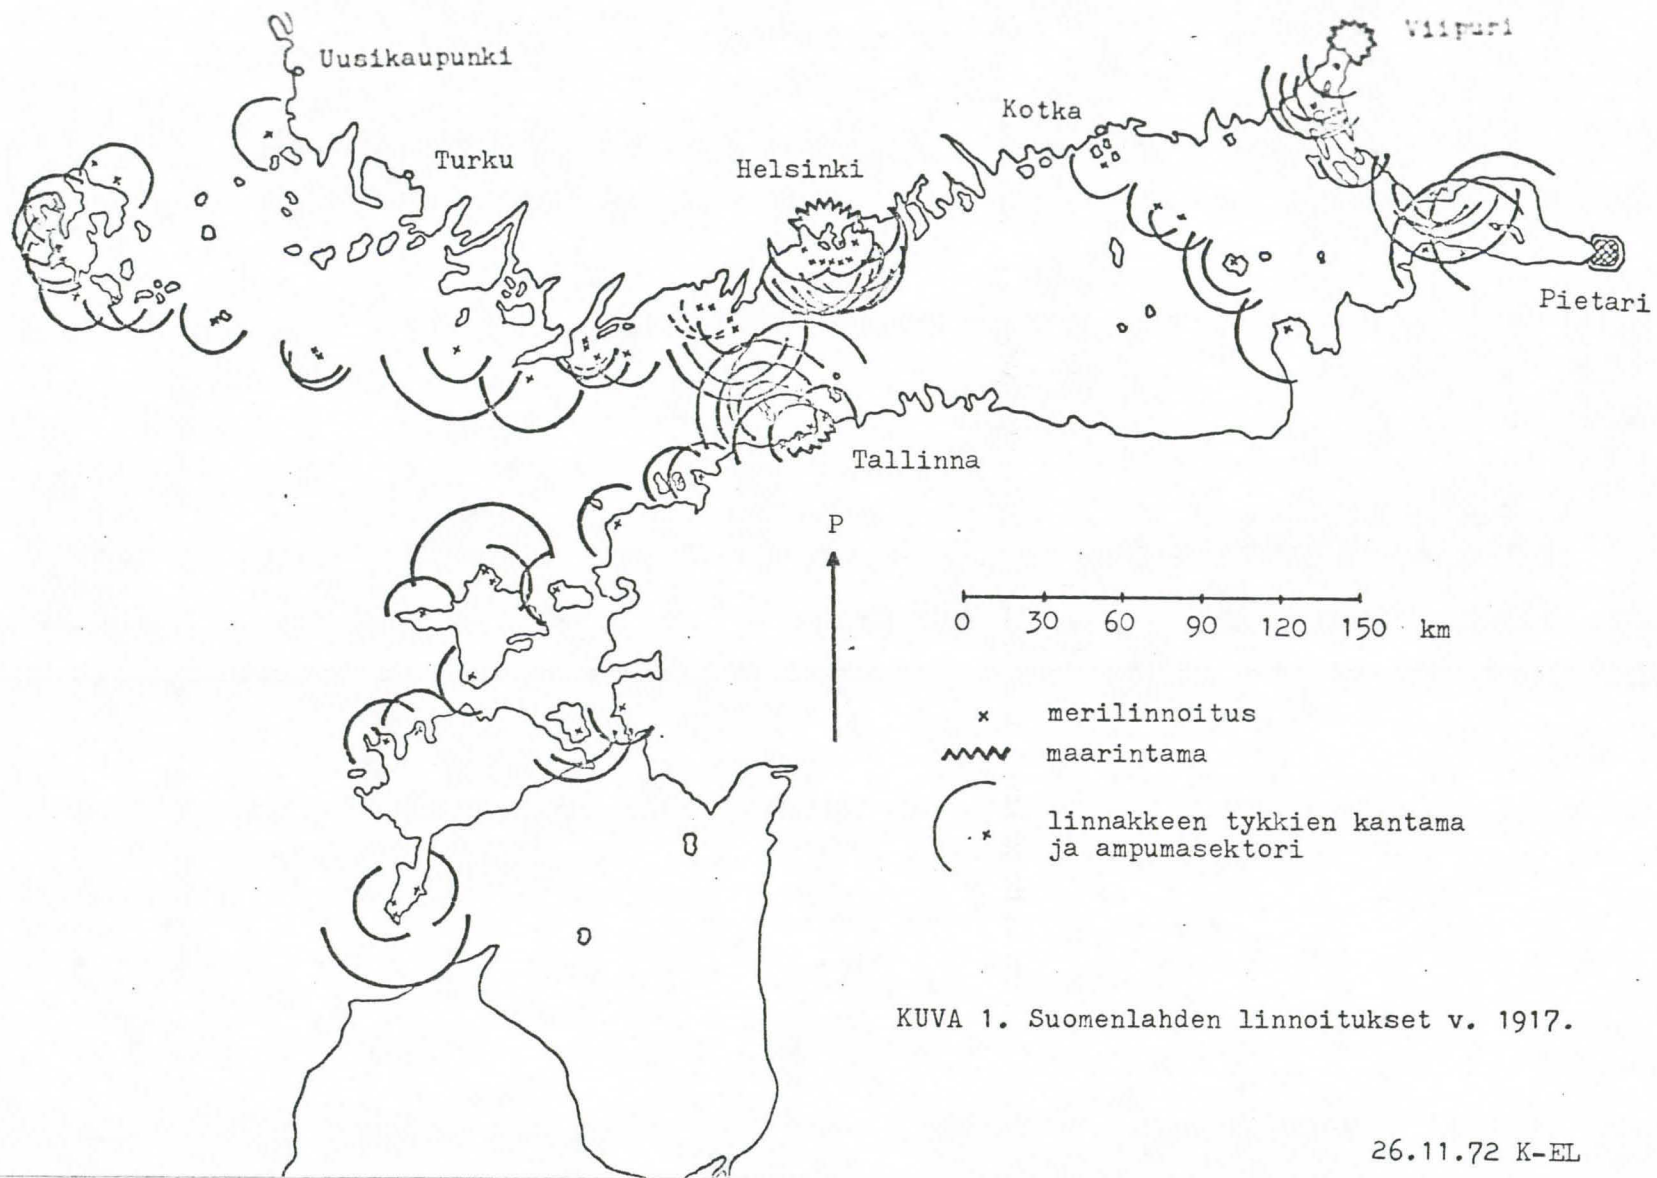 Viipuri
Uusikaupunki
Kotka
Turku
Helsinki
Pietari
Tallinna
P
0 30 60 90 120 150 km
x merilinnoitus
maarintama
x linnakkeen tykkien kantama
ja ampumasektori
KUVA 1. Suomenlahden linnoitukset v. 1917.
26.11.72 K-EL